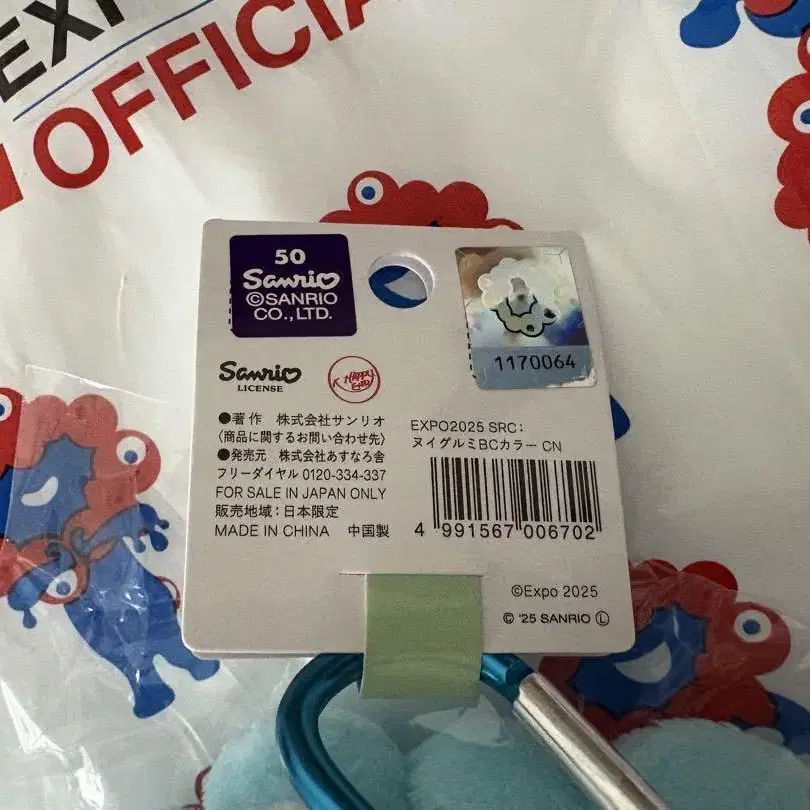 OFFICIA
50
Sanrio
©SANRIO
CO.,LTD.
1170064
Sanrio
LICENSE
HAPPY
END
●著作 株式会社サンリオ
〈商品に関するお問い合わせ先〉
●発売元 株式会社あすなろ舎
フリーダイヤル 0120-334-337
FOR SALE IN JAPAN ONLY
販売地域:日本限定
MADE IN CHINA 中国製
EXPO2025 SRC:
ヌイグルミBCカラー CN
4 991567 006702
©Expo 2025
© '25 SANRIO Ⓛ